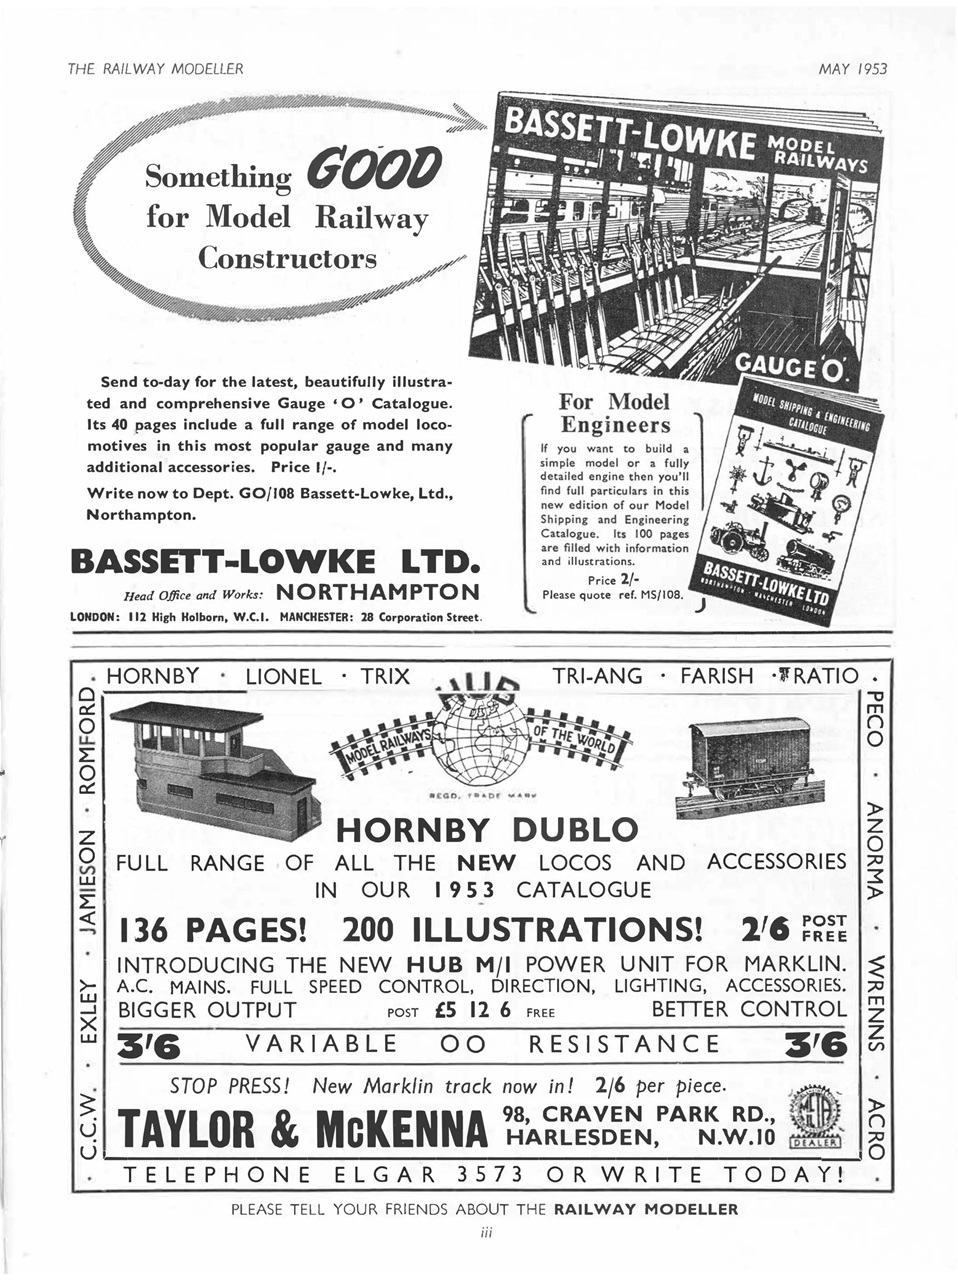 THE RAILWAY MODELLER
MAY 1953
Something GOOD
for Model Railway
Constructors
BASSETT-LOWKE MODEL
RAILWAYS
GAUGE 'O'.
Send to-day for the latest, beautifully illustra-
ted and comprehensive Gauge ‘O’ Catalogue.
Its 40 pages include a full range of model loco-
motives in this most popular gauge and many
additional accessories. Price 1/-.
Write now to Dept. GO/108 Bassett-Lowke, Ltd.,
Northampton.
BASSETT-LOWKE LTD.
Head Office and Works: NORTHAMPTON
LONDON: 112 High Holborn, W.C.1. MANCHESTER: 28 Corporation Street.
For Model
Engineers
If you want to build a
simple model or a fully
detailed engine then you'll
find full particulars in this
new edition of our Model
Shipping and Engineering
Catalogue. Its 100 pages
are filled with information
and illustrations.
Price 2/-
Please quote ref. MS/108.
MODEL SHIPPING & ENGINEERING
CATALOGUE
BASSETT-LOWKE LTD
NORTHAMPTON · MANCHESTER LONDON
· HORNBY · LIONEL · TRIX
TRI-ANG · FARISH · RATIO ·
C.C.W. · EXLEY · JAMIESON · ROMFORD
PECO · ANORMA · WRENNS · ACRO
HUB
MODEL RAILWAYS OF THE WORLD
REGD. TRADE MARK
HORNBY DUBLO
FULL RANGE OF ALL THE NEW LOCOS AND ACCESSORIES
IN OUR 1953 CATALOGUE
136 PAGES! 200 ILLUSTRATIONS! 2/6 POST
FREE
INTRODUCING THE NEW HUB M/1 POWER UNIT FOR MARKLIN.
A.C. MAINS. FULL SPEED CONTROL, DIRECTION, LIGHTING, ACCESSORIES.
BIGGER OUTPUT POST £5 12 6 FREE BETTER CONTROL
3/6 VARIABLE OO RESISTANCE 3/6
STOP PRESS! New Marklin track now in! 2/6 per piece.
TAYLOR & McKENNA
98, CRAVEN PARK RD.,
HARLESDEN, N.W.10
META
DEALER
· TELEPHONE ELGAR 3573 OR WRITE TODAY! ·
PLEASE TELL YOUR FRIENDS ABOUT THE RAILWAY MODELLER
iii